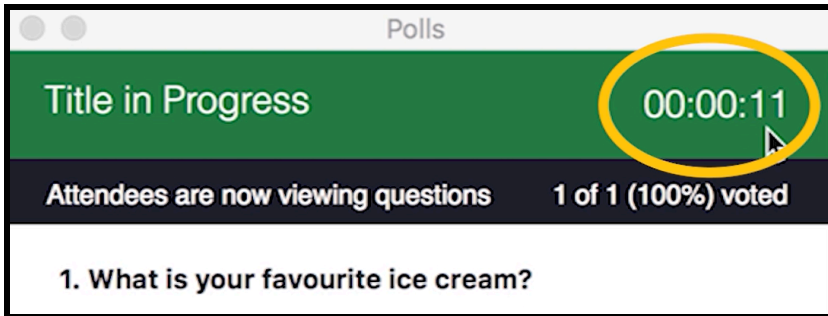 Polls
Title in Progress 00:00:11
Attendees are now viewing questions 1 of 1 (100%) voted
1. What is your favourite ice cream?